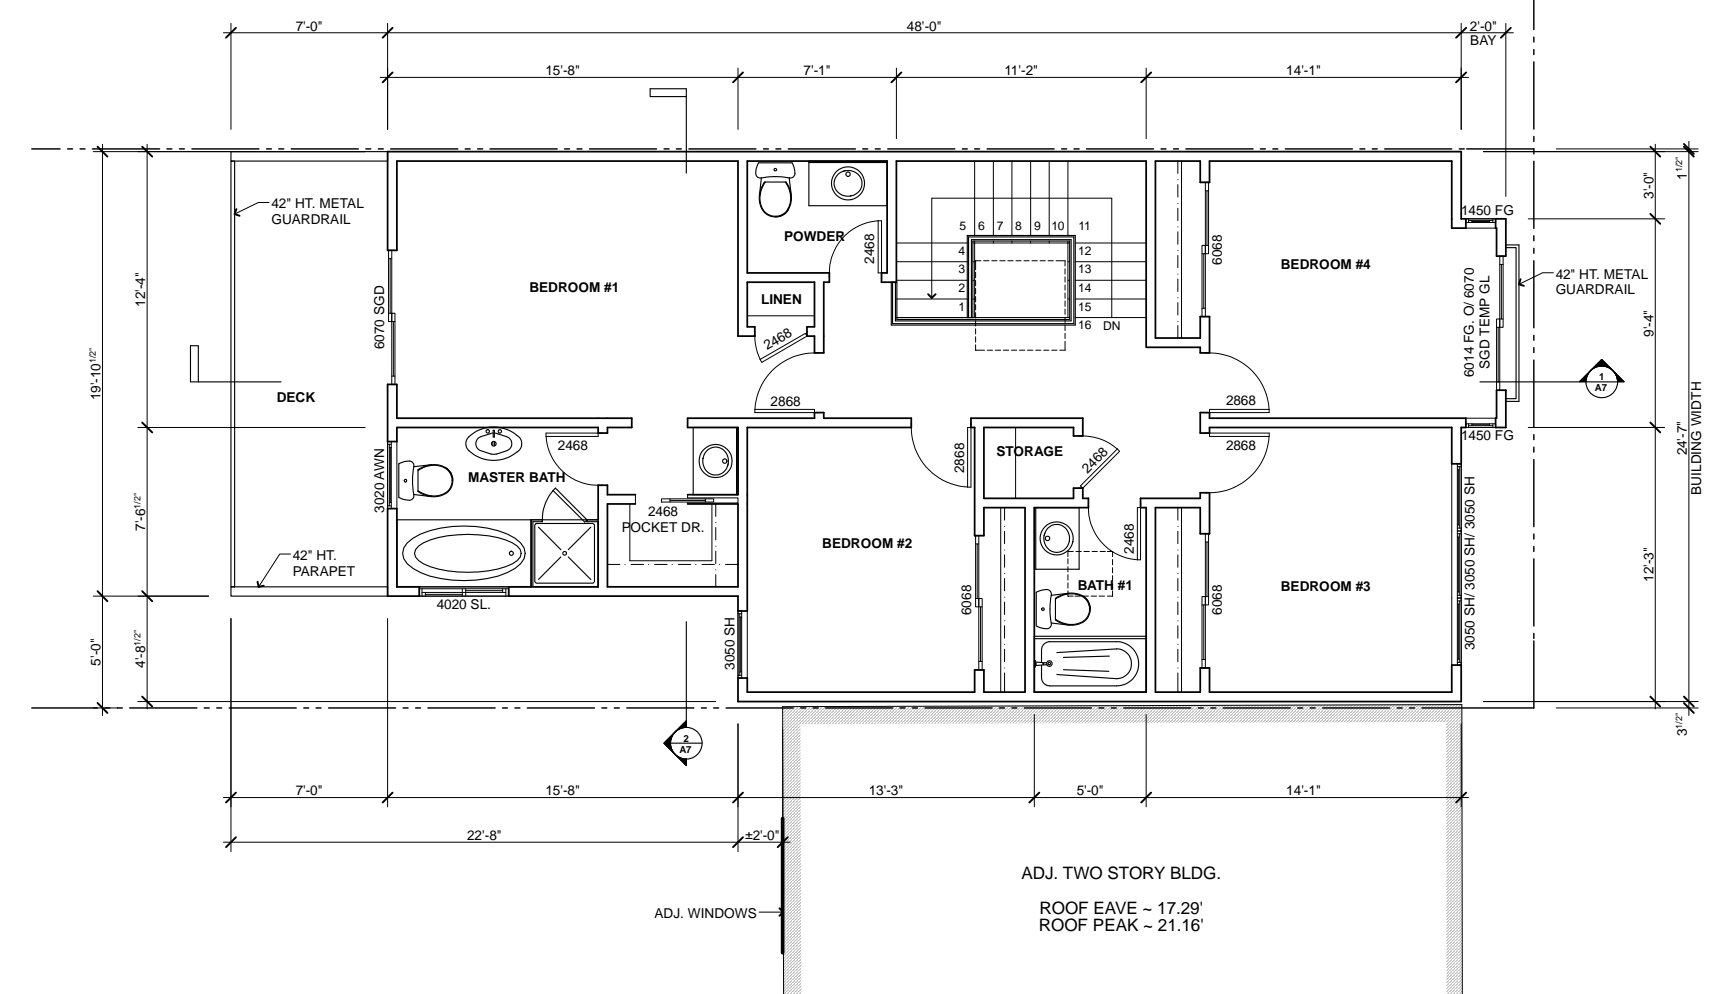 7'-0"
48'-0"
2'-0"
BAY
15'-8"
7'-1"
11'-2"
14'-1"
42" HT. METAL
GUARDRAIL
POWDER
2468
5 6 7 8 9 10 11
4 12
3 13
2 14
1 15
16 DN
6068
BEDROOM #4
1450 FG
3'-0"
1 1/2"
42" HT. METAL
GUARDRAIL
6014 FG. O/ 6070
SGD TEMP GL
9'-4"
BEDROOM #1
LINEN
2468
6070 SGD
12'-4"
19'-10 1/2"
DECK
2868
2868
1
A7
24'-7"
BUILDING WIDTH
1450 FG
2468
MASTER BATH
3020 AWN
2868
STORAGE
2468
2868
7'-6 1/2"
2468
POCKET DR.
BEDROOM #2
2468
3050 SH/ 3050 SH/ 3050 SH
42" HT.
PARAPET
12'-3"
BATH #1
6068
6068
BEDROOM #3
4020 SL.
3050 SH
5'-0"
4'-8 1/2"
3 1/2"
2
A7
7'-0"
15'-8"
13'-3"
5'-0"
14'-1"
22'-8"
±2'-0"
ADJ. TWO STORY BLDG.
ADJ. WINDOWS
ROOF EAVE ~ 17.29'
ROOF PEAK ~ 21.16'